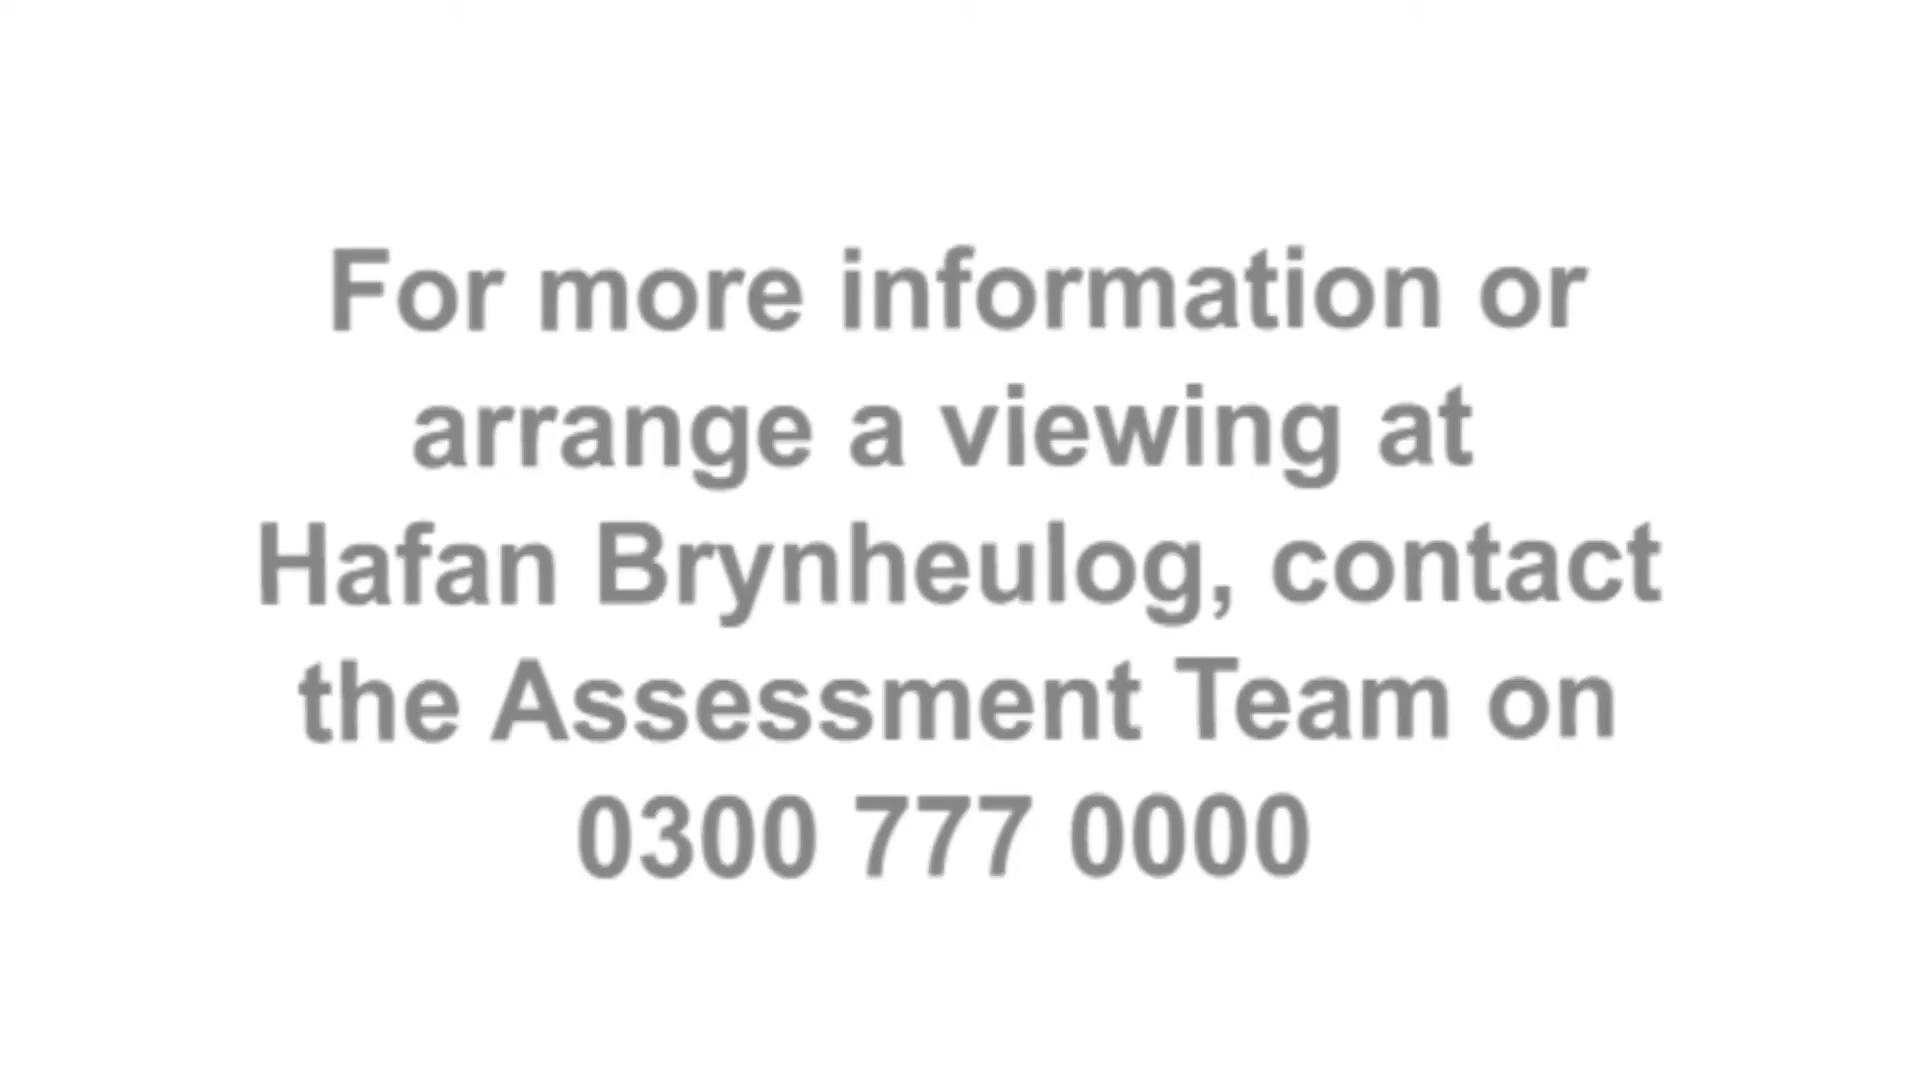 For more information or
arrange a viewing at
Hafan Brynheulog, contact
the Assessment Team on
0300 777 0000